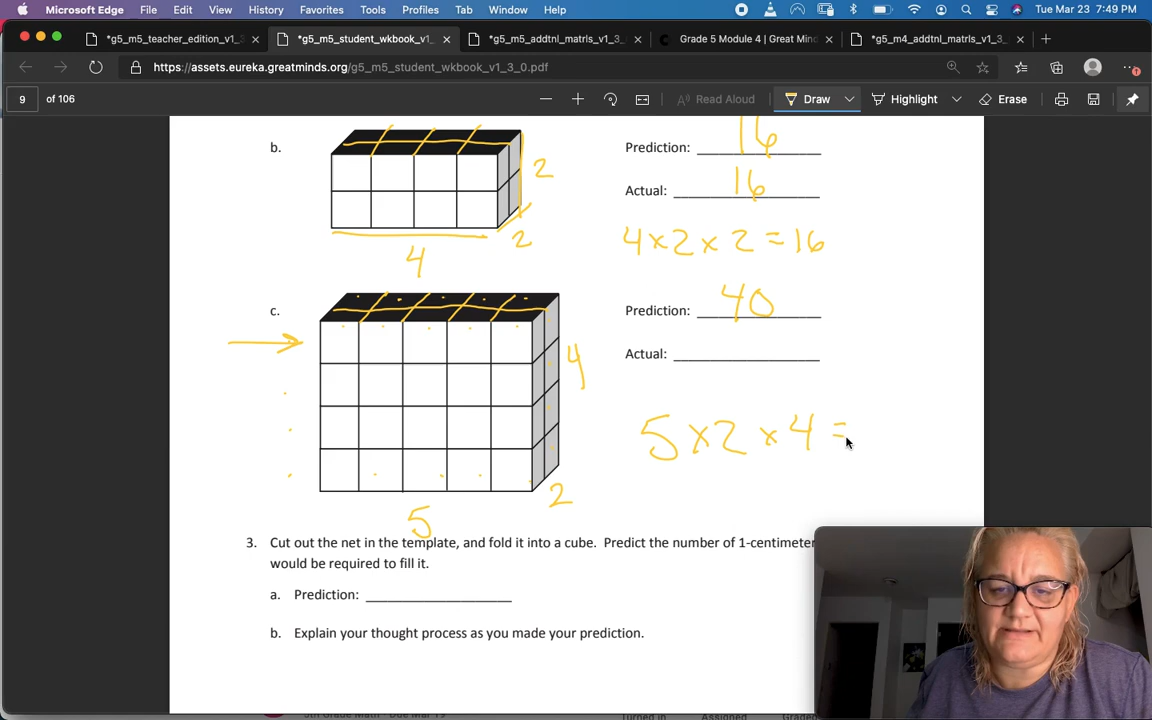 Microsoft Edge File Edit View History Favorites Tools Profiles Tab Window Help Tue Mar 23 7:49 PM
*g5_m5_teacher_edition_v1_3 *g5_m5_student_wkbook_v1_ *g5_m5_addtnl_matrls_v1_3_ Grade 5 Module 4 | Great Min *g5_m4_addtnl_matrls_v1_3_
https://assets.eureka.greatminds.org/g5_m5_student_wkbook_v1_3_0.pdf
9 of 106 Read Aloud Draw Highlight Erase
b. Prediction: 16
2
Actual: 16
2
4 x 2 x 2 = 16
4
c. Prediction: 40
4
Actual:
5 x 2 x 4 =
2
5
3. Cut out the net in the template, and fold it into a cube. Predict the number of 1-centimeter
would be required to fill it.
a. Prediction:
b. Explain your thought process as you made your prediction.